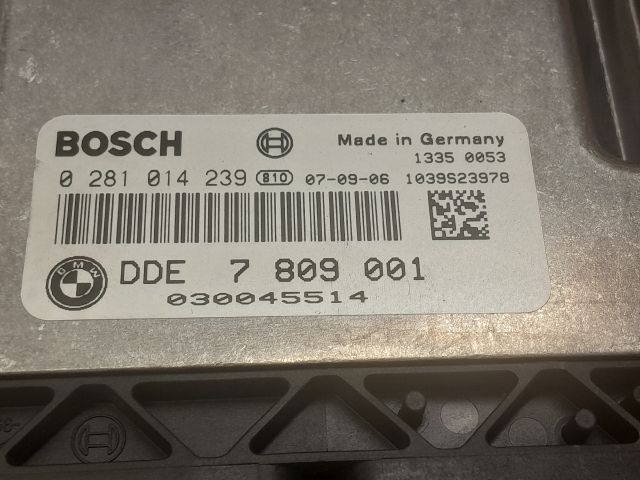 BOSCH
Made in Germany
1335 0053
0 281 014 239 810 07-09-06 1039S23978
BMW
DDE 7 809 001
030045514